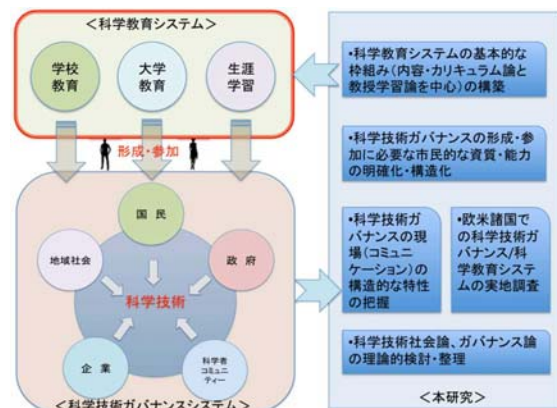 ＜科学教育システム＞
学校
教育
大学
教育
生涯
学習
形成・参加
国 民
地域社会
政 府
科学技術
企 業
科学者
コミュニ
ティー
＜科学技術ガバナンスシステム＞
・科学教育システムの基本的な
枠組み(内容・カリキュラム論と
教授学習論を中心)の構築
・科学技術ガバナンスの形成・参
加に必要な市民的な資質・能力
の明確化・構造化
・科学技術ガ
バナンスの現
場(コミュニ
ケーション)の
構造的な特性
の把握
・欧米諸国で
の科学技術ガ
バナンス/科
学教育システ
ムの実地調査
・科学技術社会論、ガバナンス論
の理論的検討・整理
＜本研究＞